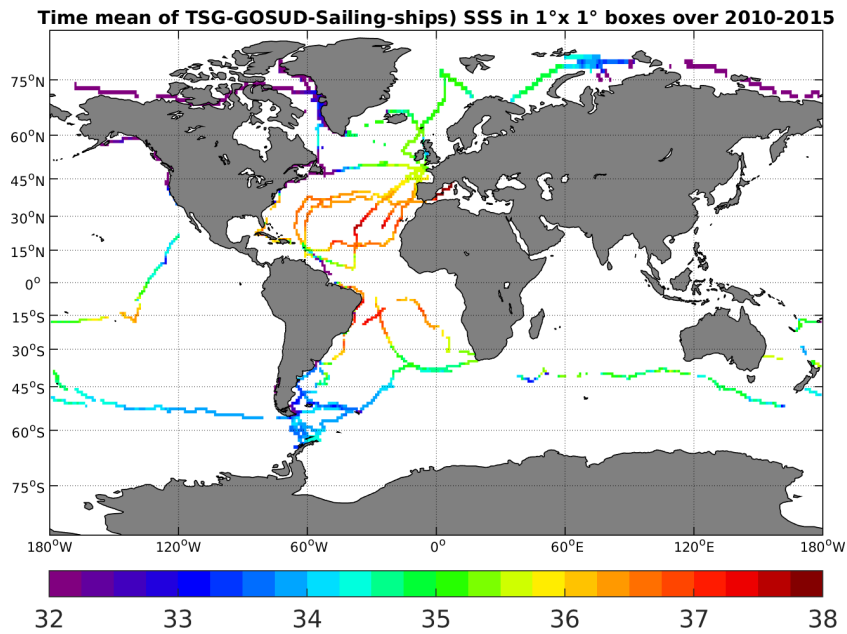 Time mean of TSG-GOSUD-Sailing-ships) SSS in 1°x 1° boxes over 2010-2015
75°N
60°N
45°N
30°N
15°N
0°
15°S
30°S
45°S
60°S
75°S
180°W 120°W 60°W 0° 60°E 120°E 180°W
32 33 34 35 36 37 38